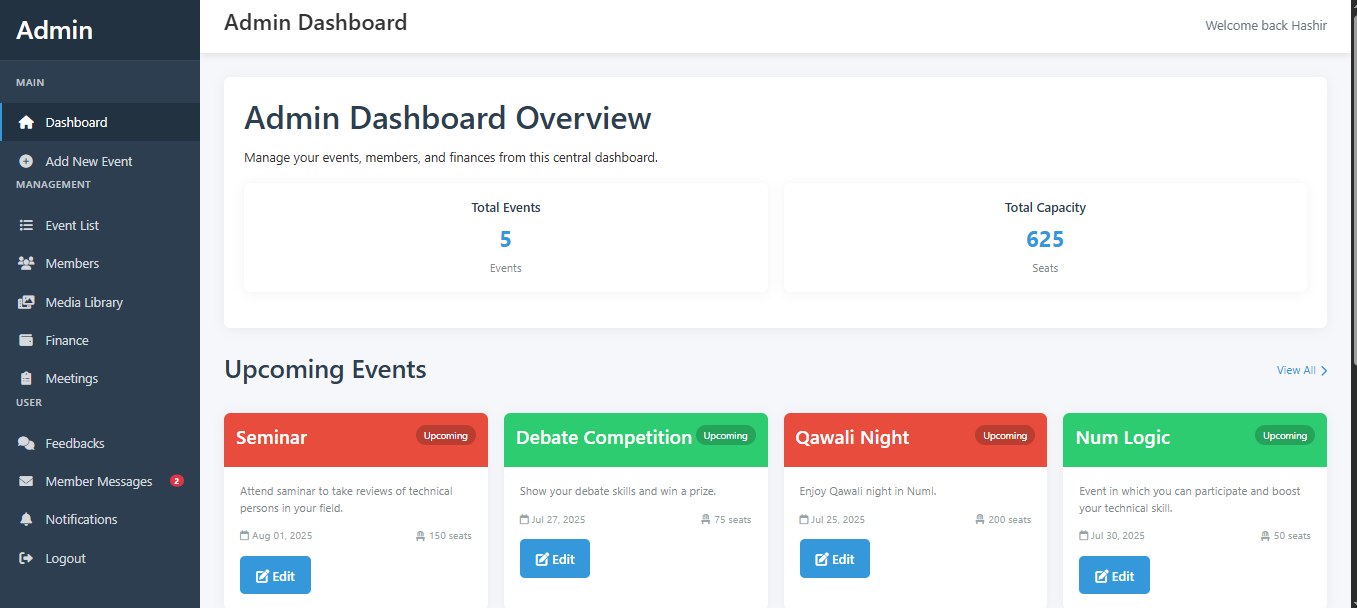 Admin
MAIN
Dashboard
Add New Event
MANAGEMENT
Event List
Members
Media Library
Finance
Meetings
USER
Feedbacks
Member Messages 2
Notifications
Logout
Admin Dashboard
Welcome back Hashir
Admin Dashboard Overview
Manage your events, members, and finances from this central dashboard.
Total Events
5
Events
Total Capacity
625
Seats
Upcoming Events
View All
Seminar Upcoming
Attend saminar to take reviews of technical
persons in your field.
Aug 01, 2025 150 seats
Edit
Debate Competition Upcoming
Show your debate skills and win a prize.
Jul 27, 2025 75 seats
Edit
Qawali Night Upcoming
Enjoy Qawali night in Numl.
Jul 25, 2025 200 seats
Edit
Num Logic Upcoming
Event in which you can participate and boost
your technical skill.
Jul 30, 2025 50 seats
Edit